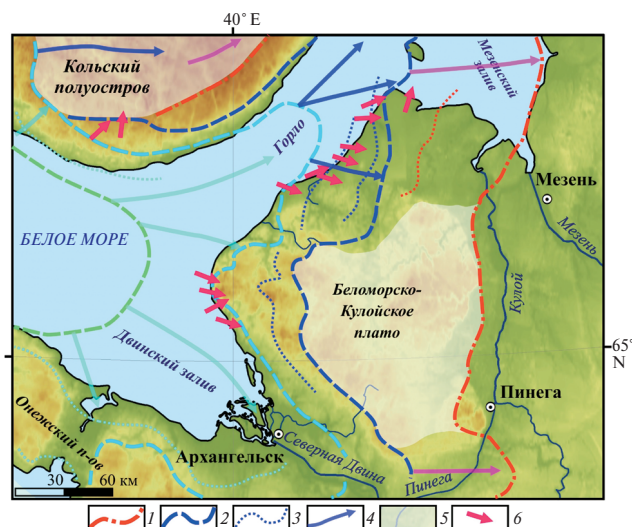 40° E
Кольский
полуостров
Мезенский
залив
Горло
Мезень
Мезень
БЕЛОЕ МОРЕ
Кулой
Беломорско-
Кулойское
плато
65°
N
Двинский залив
Пинега
Онежский п-ов
Архангельск
Северная Двина
Пинега
30 60 км
1 2 3 4 5 6